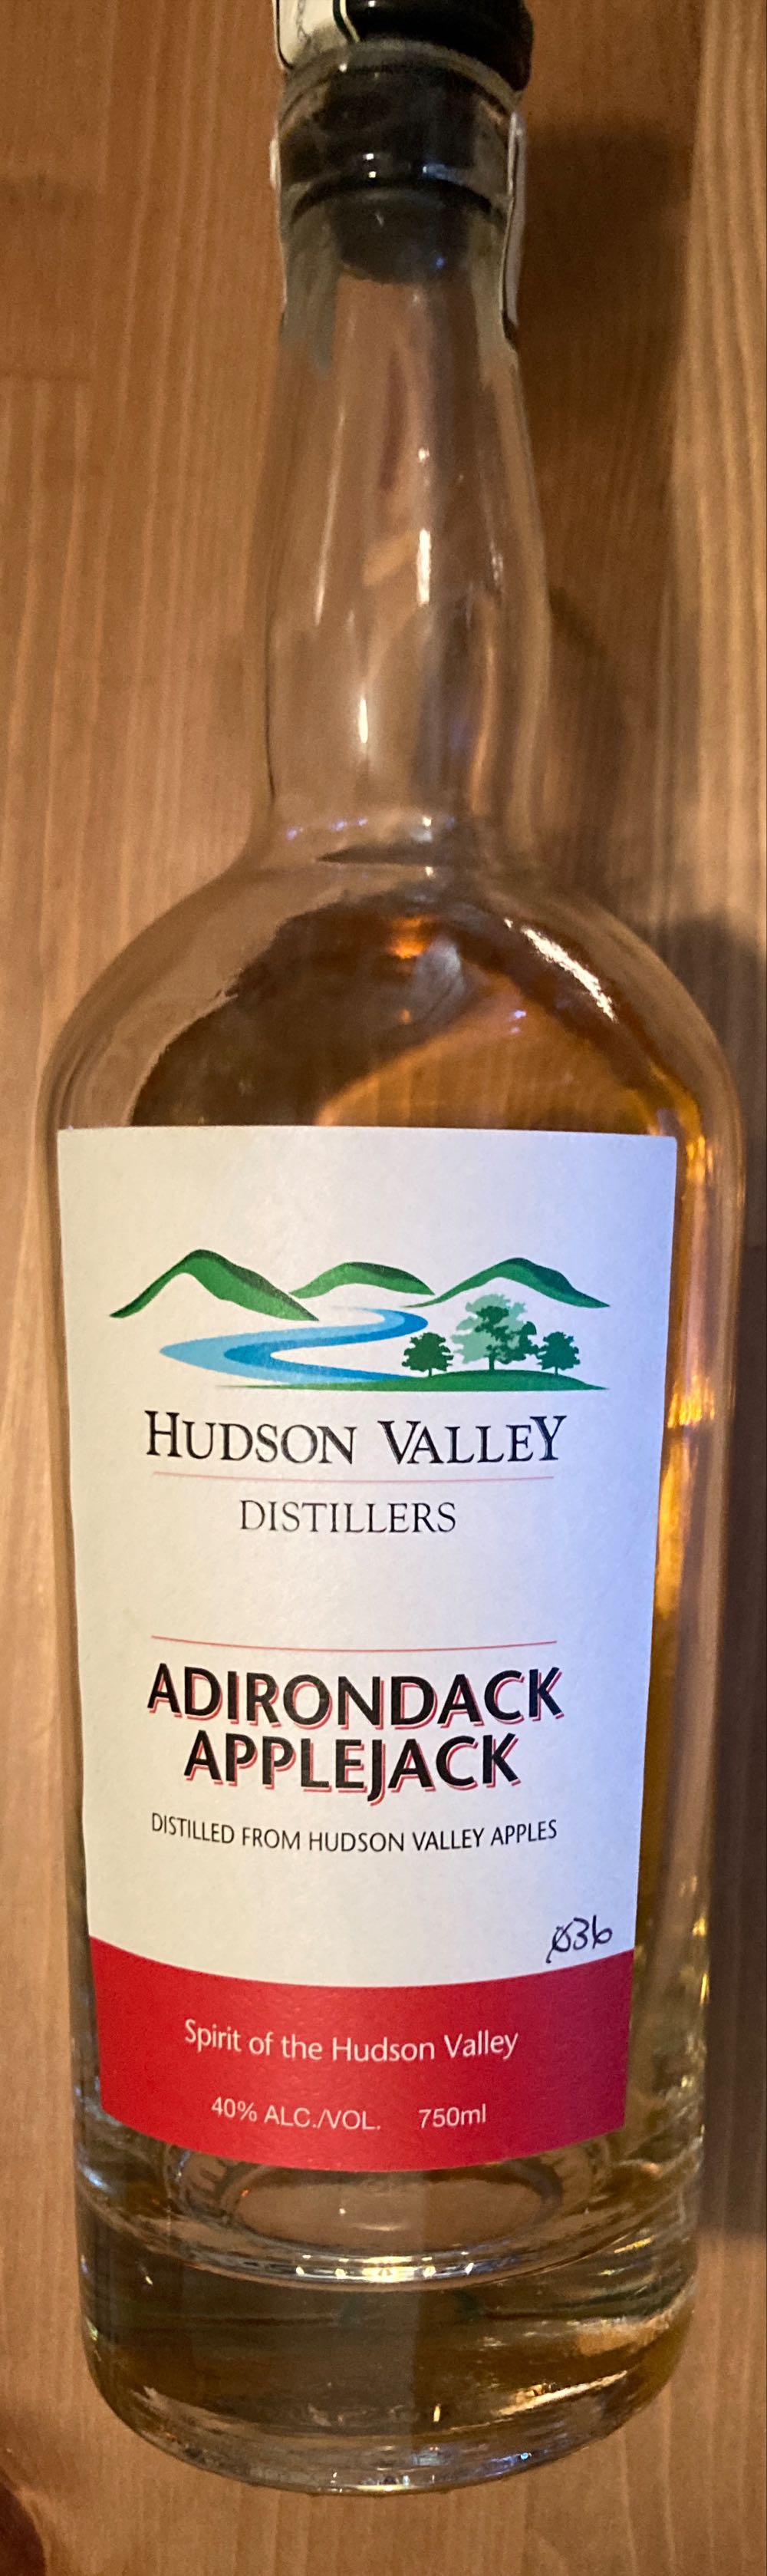 HUDSON VALLEY
DISTILLERS
ADIRONDACK
APPLEJACK
DISTILLED FROM HUDSON VALLEY APPLES
036
Spirit of the Hudson Valley
40% ALC./VOL. 750ml